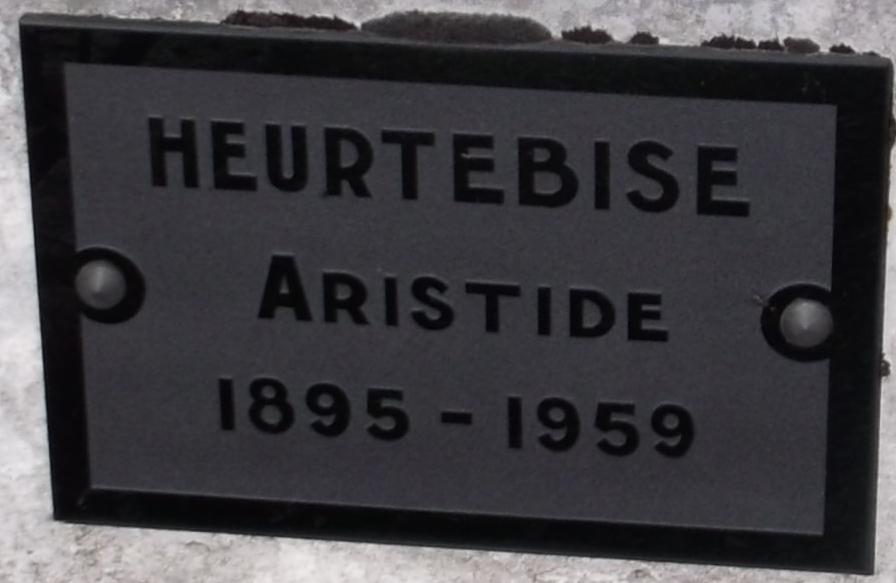 HEURTEBISE
ARISTIDE
1895 - 1959